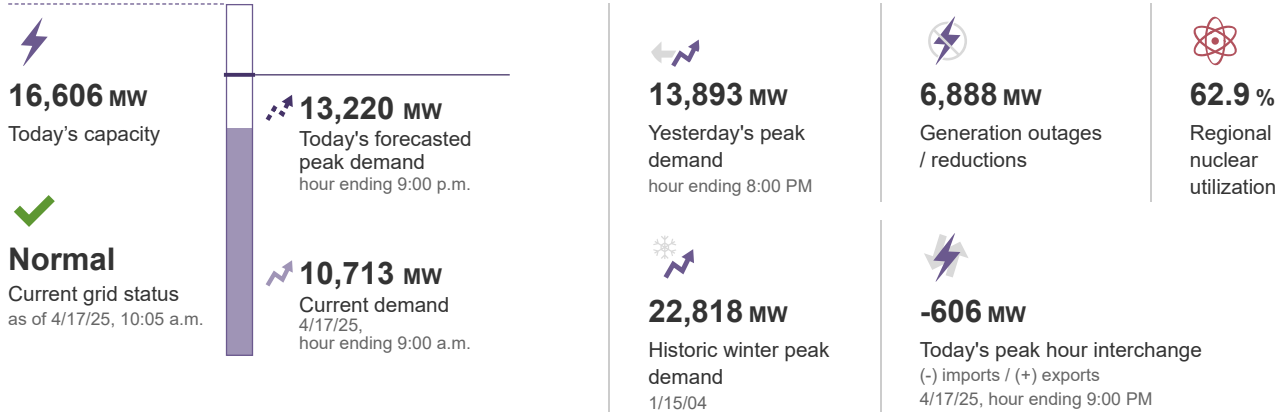 16,606 MW
Today's capacity
Normal
Current grid status
as of 4/17/25, 10:05 a.m.
13,220 MW
Today's forecasted
peak demand
hour ending 9:00 p.m.
10,713 MW
Current demand
4/17/25,
hour ending 9:00 a.m.
13,893 MW
Yesterday's peak
demand
hour ending 8:00 PM
6,888 MW
Generation outages
/ reductions
62.9 %
Regional
nuclear
utilization
22,818 MW
Historic winter peak
demand
1/15/04
-606 MW
Today's peak hour interchange
(-) imports / (+) exports
4/17/25, hour ending 9:00 PM